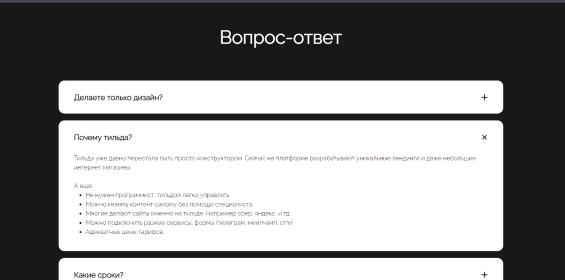 Вопрос-ответ
Делаете только дизайн?
Почему тильда?
Тильда уже давно перестала быть просто конструктором. Сейчас на платформе разрабатывают уникальные лендинги и даже небольшие
интернет магазины.
А еще:
Не нужен программист, тильдой легко управлять
Можно менять контент самому без помощи специалиста
Многие делают сайты именно на тильде. Например сбер, яндекс, и тд
Можно подключить разные сервисы, формы (телеграм, мейлчимп, crm)
Адекватные цены тарифов
Какие сроки?